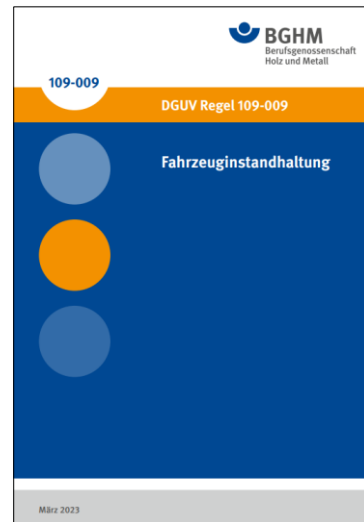 BGHM
Berufsgenossenschaft
Holz und Metall
109-009
DGUV Regel 109-009
Fahrzeuginstandhaltung
März 2023